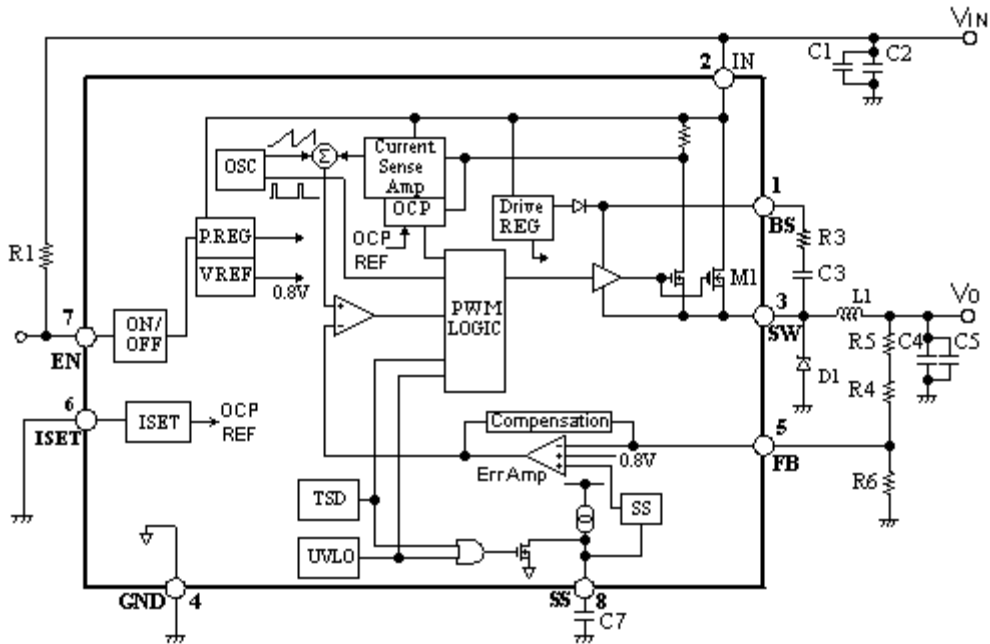 VIN
C1
C2
2
IN
Current
Sense
Amp
Σ
OSC
OCP
Drive
REG
1
BS
R3
OCP
REF
R1
P.REG
VREF
0.8V
C3
M1
PWM
LOGIC
7
EN
ON/
OFF
3
SW
L1
VO
R5
C4
C5
D1
R4
6
ISET
ISET
OCP
REF
Compensation
5
FB
0.8V
ErrAmp
R6
TSD
SS
UVLO
GND
4
SS
8
C7